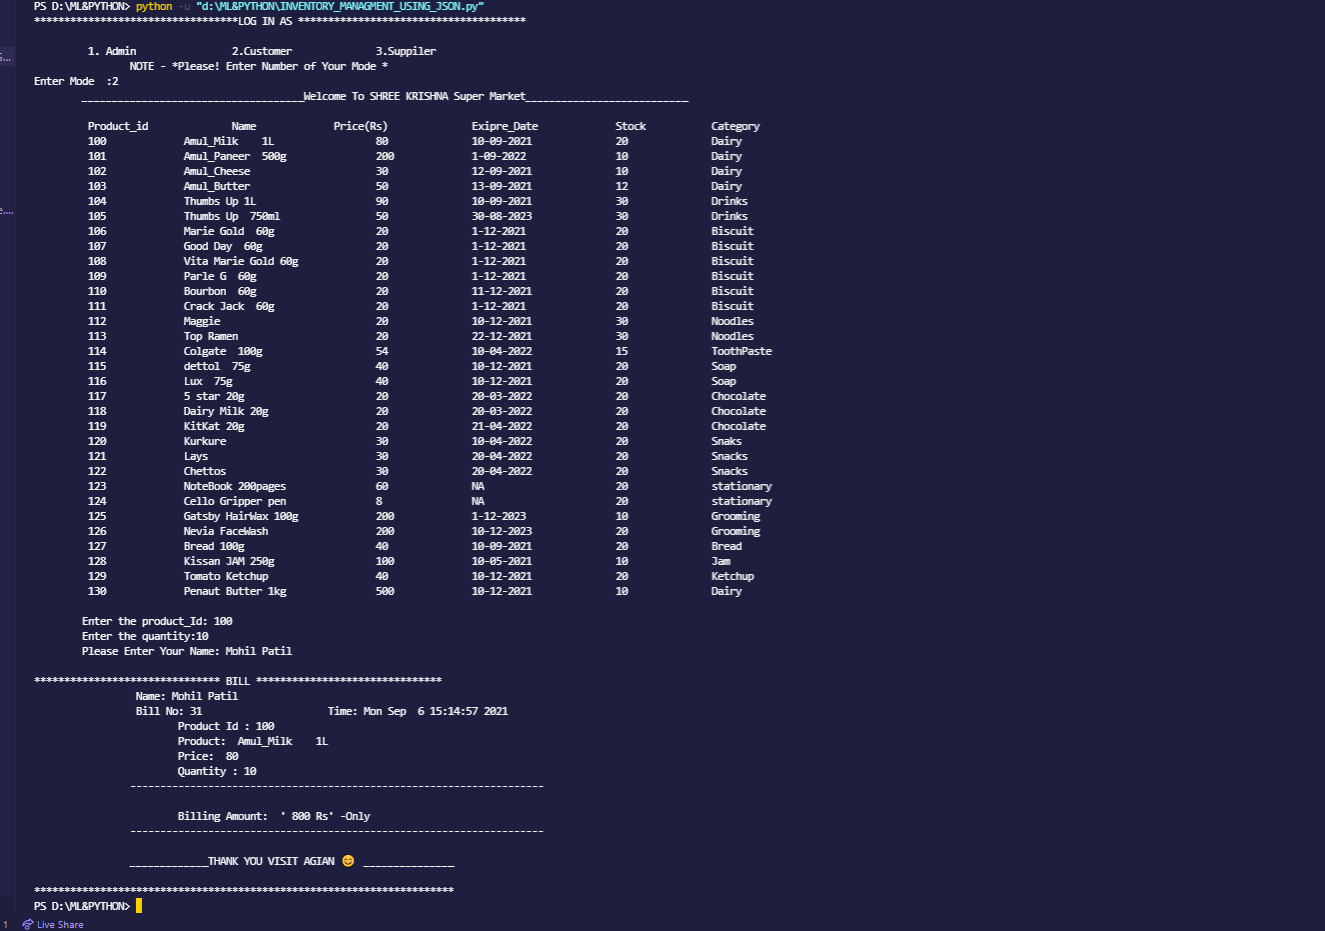 PS D:\ML&PYTHON> python -u "d:\ML&PYTHON\INVENTORY_MANAGMENT_USING_JSON.py"
**********************************LOG IN AS **************************************
1. Admin 2.Customer 3.Suppiler
NOTE - *Please! Enter Number of Your Mode *
Enter Mode :2
_____________________________________Welcome To SHREE KRISHNA Super Market___________________________
Product_id Name Price(Rs) Exipre_Date Stock Category
100 Amul_Milk 1L 80 10-09-2021 20 Dairy
101 Amul_Paneer 500g 200 1-09-2022 10 Dairy
102 Amul_Cheese 30 12-09-2021 10 Dairy
103 Amul_Butter 50 13-09-2021 12 Dairy
104 Thumbs Up 1L 90 10-09-2021 30 Drinks
105 Thumbs Up 750ml 50 30-08-2023 30 Drinks
106 Marie Gold 60g 20 1-12-2021 20 Biscuit
107 Good Day 60g 20 1-12-2021 20 Biscuit
108 Vita Marie Gold 60g 20 1-12-2021 20 Biscuit
109 Parle G 60g 20 1-12-2021 20 Biscuit
110 Bourbon 60g 20 11-12-2021 20 Biscuit
111 Crack Jack 60g 20 1-12-2021 20 Biscuit
112 Maggie 20 10-12-2021 30 Noodles
113 Top Ramen 20 22-12-2021 30 Noodles
114 Colgate 100g 54 10-04-2022 15 ToothPaste
115 dettol 75g 40 10-12-2021 20 Soap
116 Lux 75g 40 10-12-2021 20 Soap
117 5 star 20g 20 20-03-2022 20 Chocolate
118 Dairy Milk 20g 20 20-03-2022 20 Chocolate
119 KitKat 20g 20 21-04-2022 20 Chocolate
120 Kurkure 30 10-04-2022 20 Snaks
121 Lays 30 20-04-2022 20 Snacks
122 Chettos 30 20-04-2022 20 Snacks
123 NoteBook 200pages 60 NA 20 stationary
124 Cello Gripper pen 8 NA 20 stationary
125 Gatsby HairWax 100g 200 1-12-2023 10 Grooming
126 Nevia FaceWash 200 10-12-2023 20 Grooming
127 Bread 100g 40 10-09-2021 20 Bread
128 Kissan JAM 250g 100 10-05-2021 10 Jam
129 Tomato Ketchup 40 10-12-2021 20 Ketchup
130 Penaut Butter 1kg 500 10-12-2021 10 Dairy
Enter the product_Id: 100
Enter the quantity:10
Please Enter Your Name: Mohil Patil
******************************* BILL *******************************
Name: Mohil Patil
Bill No: 31 Time: Mon Sep 6 15:14:57 2021
Product Id : 100
Product: Amul_Milk 1L
Price: 80
Quantity : 10
---------------------------------------------------------------------
Billing Amount: ' 800 Rs' -Only
---------------------------------------------------------------------
_____________THANK YOU VISIT AGIAN 😊 _______________
**********************************************************************
PS D:\ML&PYTHON>
1 Live Share